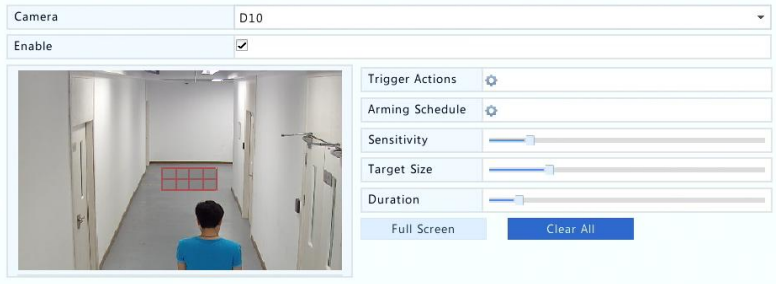 Camera D10
Enable
Trigger Actions
Arming Schedule
Sensitivity
Target Size
Duration
Full Screen Clear All